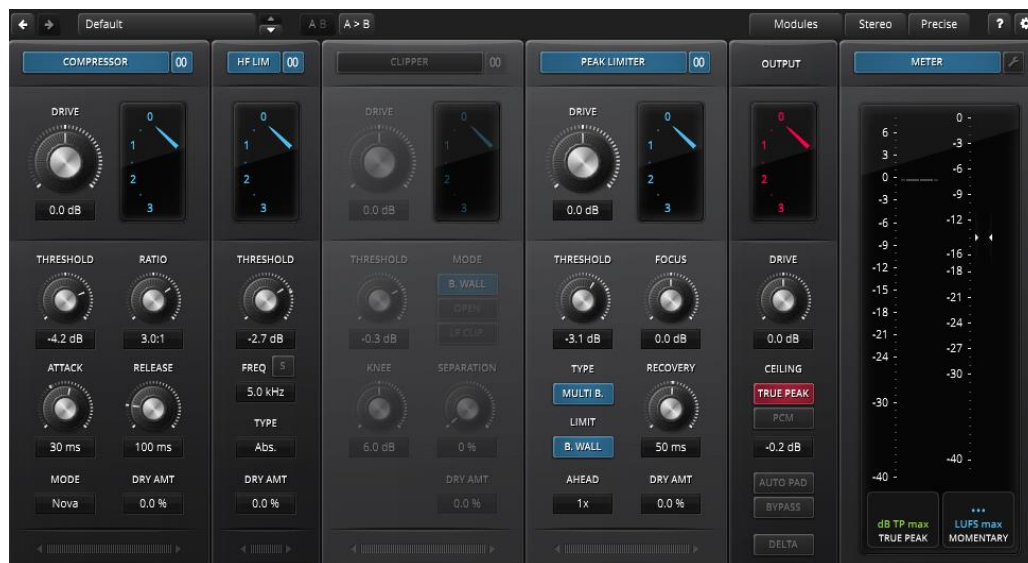 Default
A B
A > B
Modules
Stereo
Precise
?
COMPRESSOR
DRIVE
0
1
2
3
0.0 dB
THRESHOLD RATIO
-4.2 dB 3.0:1
ATTACK RELEASE
30 ms 100 ms
MODE DRY AMT
Nova 0.0 %
HF LIM
0
1
2
3
THRESHOLD
-2.7 dB
FREQ S
5.0 kHz
TYPE
Abs.
DRY AMT
0.0 %
CLIPPER
DRIVE
0
1
2
3
0.0 dB
THRESHOLD MODE
B. WALL
OPEN
LP CLIP
-0.3 dB
KNEE SEPARATION
6.0 dB 0 %
DRY AMT
0.0 %
PEAK LIMITER
DRIVE
0
1
2
3
0.0 dB
THRESHOLD FOCUS
-3.1 dB 0.0 dB
TYPE RECOVERY
MULTI B.
LIMIT
B. WALL 50 ms
AHEAD DRY AMT
1x 0.0 %
OUTPUT
0
1
2
3
DRIVE
0.0 dB
CEILING
TRUE PEAK
PCM
-0.2 dB
AUTO PAD
BYPASS
DELTA
METER
6 -
3 -
0 -
-3 -
-6 -
-9 -
-12 -
-15 -
-18 -
-21 -
-24 -
-30 -
-40 -
0 -
-3 -
-6 -
-9 -
-12 -
-16 -
-18 -
-21 -
-24 -
-27 -
-30 -
-40 -
dB TP max
TRUE PEAK
LUFS max
MOMENTARY